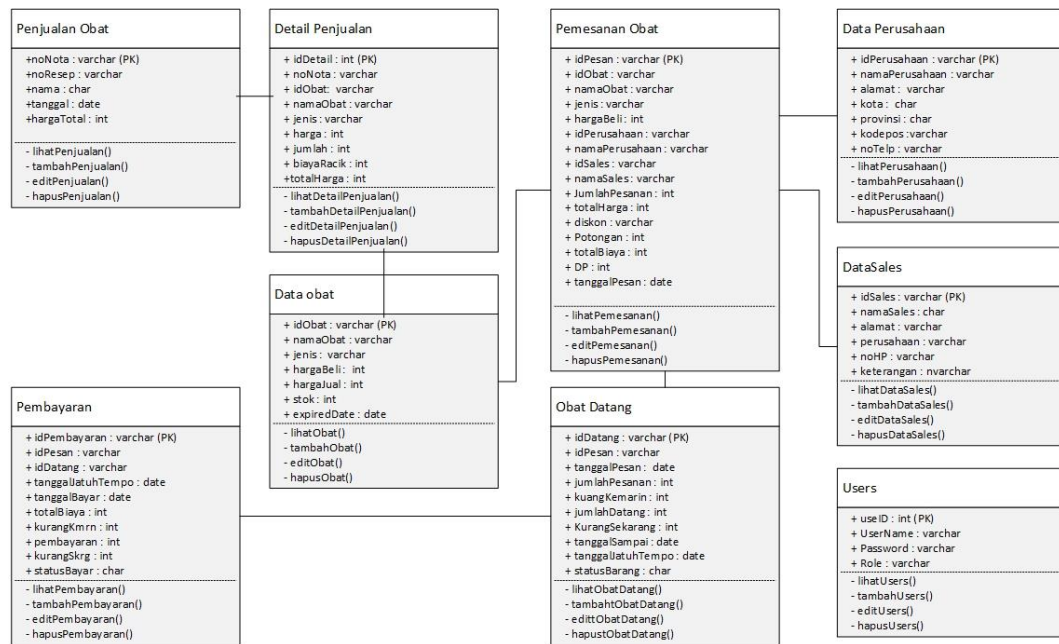 Penjualan Obat
+noNota : varchar (PK)
+noResep : varchar
+nama : char
+tanggal : date
+hargaTotal : int
- lihatPenjualan()
- tambahPenjualan()
- editPenjualan()
- hapusPenjualan()
Detail Penjualan
+ idDetail : int (PK)
+ noNota : varchar
+ idObat : varchar
+ namaObat : varchar
+ jenis : varchar
+ harga : int
+ jumlah : int
+ biayaRacik : int
+totalHarga : int
- lihatDetailPenjualan()
- tambahDetailPenjualan()
- editDetailPenjualan()
- hapusDetailPenjualan()
Pemesanan Obat
+ idPesan : varchar (PK)
+ idObat : varchar
+ namaObat : varchar
+ jenis : varchar
+ hargaBeli : int
+ idPerusahaan : varchar
+ namaPerusahaan : varchar
+ idSales : varchar
+ namaSales : varchar
+ JumlahPesanan : int
+ totalHarga : int
+ diskon : varchar
+ Potongan : int
+ totalBiaya : int
+ DP : int
+ tanggalPesan : date
- lihatPemesanan()
- tambahPemesanan()
- editPemesanan()
- hapusPemesanan()
Data Perusahaan
+ idPerusahaan : varchar (PK)
+ namaPerusahaan : varchar
+ alamat : varchar
+ kota : char
+ provinsi : char
+ kodepos :varchar
+ noTelp : varchar
- lihatPerusahaan()
- tambahPerusahaan()
- editPerusahaan()
- hapusPerusahaan()
Data obat
+ idObat : varchar (PK)
+ namaObat : varchar
+ jenis : varchar
+ hargaBeli : int
+ hargaJual : int
+ stok : int
+ expiredDate : date
- lihatObat()
- tambahObat()
- editObat()
- hapusObat()
DataSales
+ idSales : varchar (PK)
+ namaSales : char
+ alamat : varchar
+ perusahaan : varchar
+ noHP : varchar
+ keterangan : nvarchar
- lihatDataSales()
- tambahDataSales()
- editDataSales()
- hapusDataSales()
Pembayaran
+ idPembayaran : varchar (PK)
+ idPesan : varchar
+ idDatang : varchar
+ tanggalJatuhTempo : date
+ tanggalBayar : date
+ totalBiaya : int
+ kurangKmrn : int
+ pembayaran : int
+ kurangSkrg : int
+ statusBayar : char
- lihatPembayaran()
- tambahPembayaran()
- editPembayaran()
- hapusPembayaran()
Obat Datang
+ idDatang : varchar (PK)
+ idPesan : varchar
+ tanggalPesan : date
+ jumlahPesanan : int
+ kuangKemarin : int
+ jumlahDatang : int
+ KurangSekarang : int
+ tanggalSampai : date
+ tanggalJatuhTempo : date
+ statusBarang : char
- lihatObatDatang()
- tambahtObatDatang()
- edittObatDatang()
- hapustObatDatang()
Users
+ useID : int (PK)
+ UserName : varchar
+ Password : varchar
+ Role : varchar
- lihatUsers()
- tambahUsers()
- editUsers()
- hapusUsers()